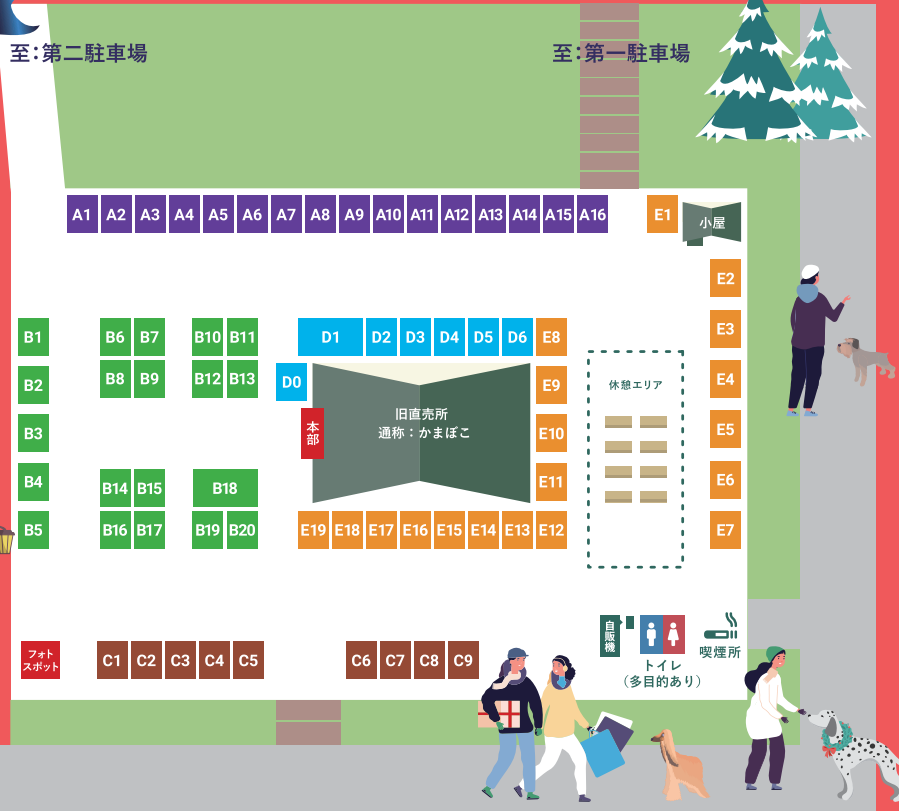 至：第二駐車場
至：第一駐車場
A1 A2 A3 A4 A5 A6 A7 A8 A9 A10 A11 A12 A13 A14 A15 A16
E1
小屋
E2
E3
E4
E5
E6
E7
B1
B2
B3
B4
B5
B6 B7
B8 B9
B10 B11
B12 B13
B14 B15
B16 B17
B18
B19 B20
D1 D2 D3 D4 D5 D6 E8
D0
E9
E10
E11
本部
旧直売所
通称：かまぼこ
E19 E18 E17 E16 E15 E14 E13 E12
休憩エリア
フォト
スポット
C1 C2 C3 C4 C5
C6 C7 C8 C9
自販機
トイレ
（多目的あり）
喫煙所